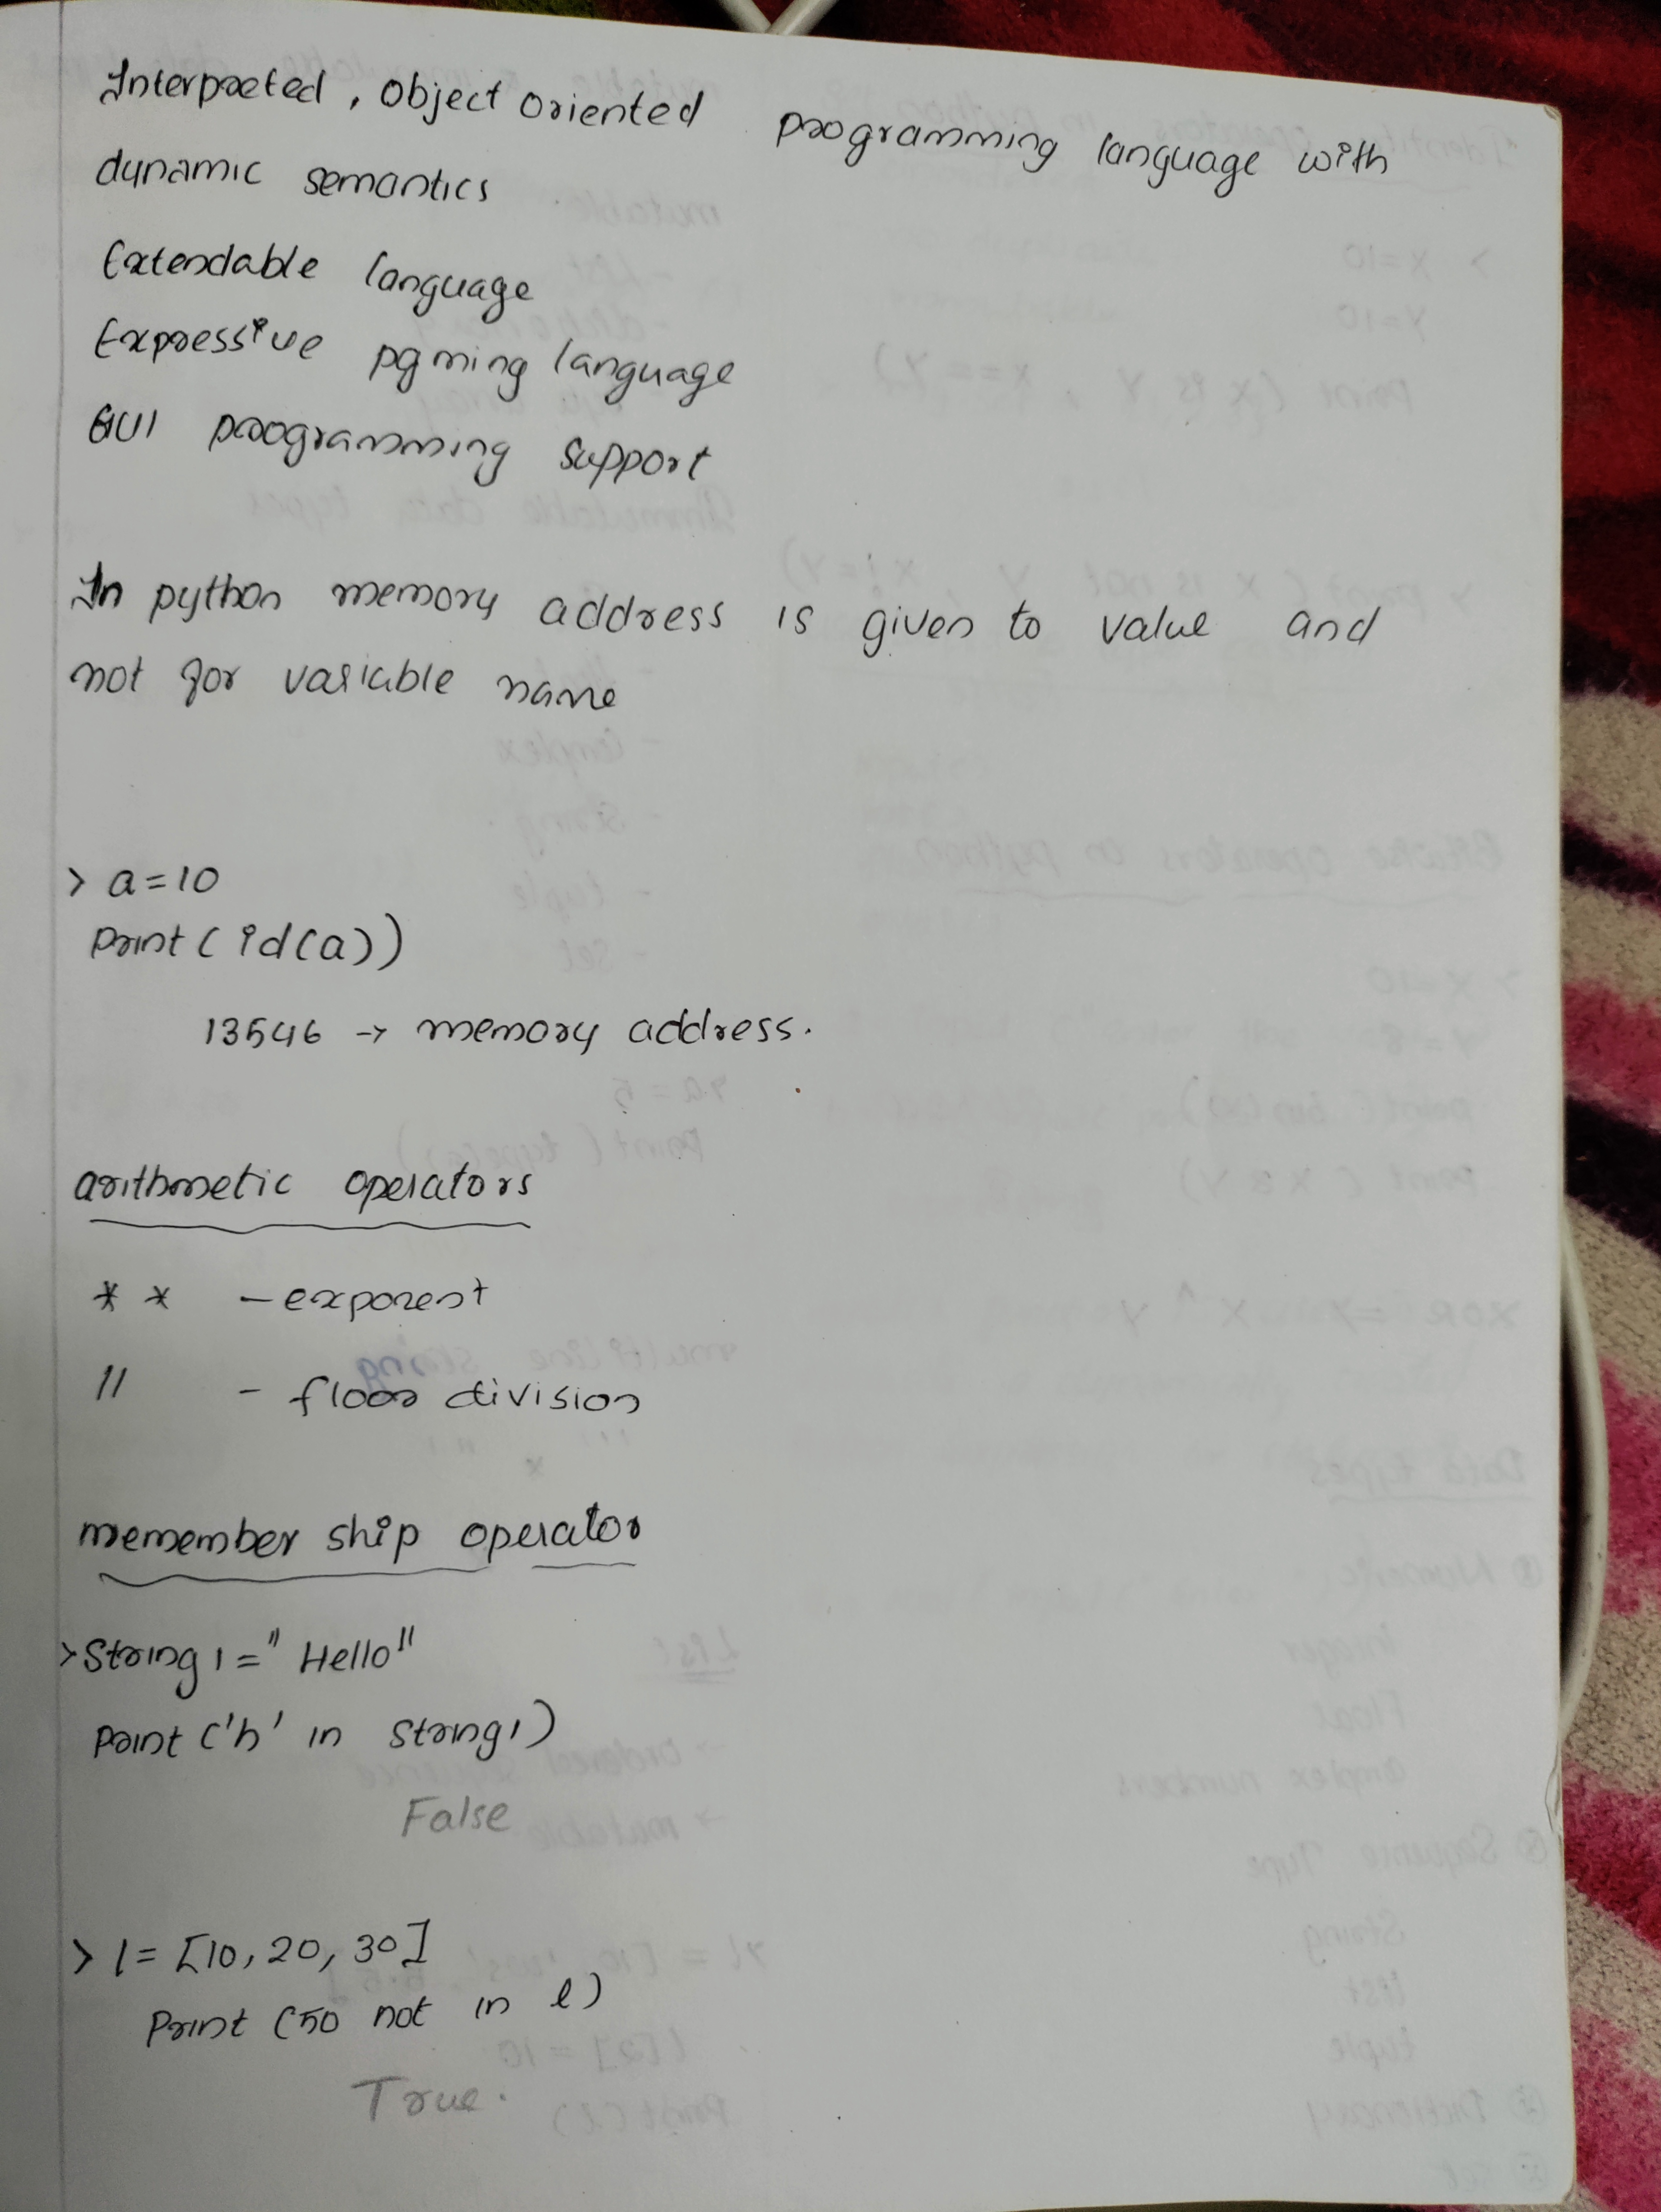 Interpreted, Object Oriented programming language with
dynamic semantics
Extendable language
Expressive pgming language
GUI programming support
In python memory address is given to value and
not for variable name
> a=10
print(id(a))
13546 → memory address.
arithmetic operators
** - exponent
// - floor division
memember ship operator
> String1 = "Hello"
print('h' in string1)
False
> l = [10, 20, 30]
Print (50 not in l)
True.